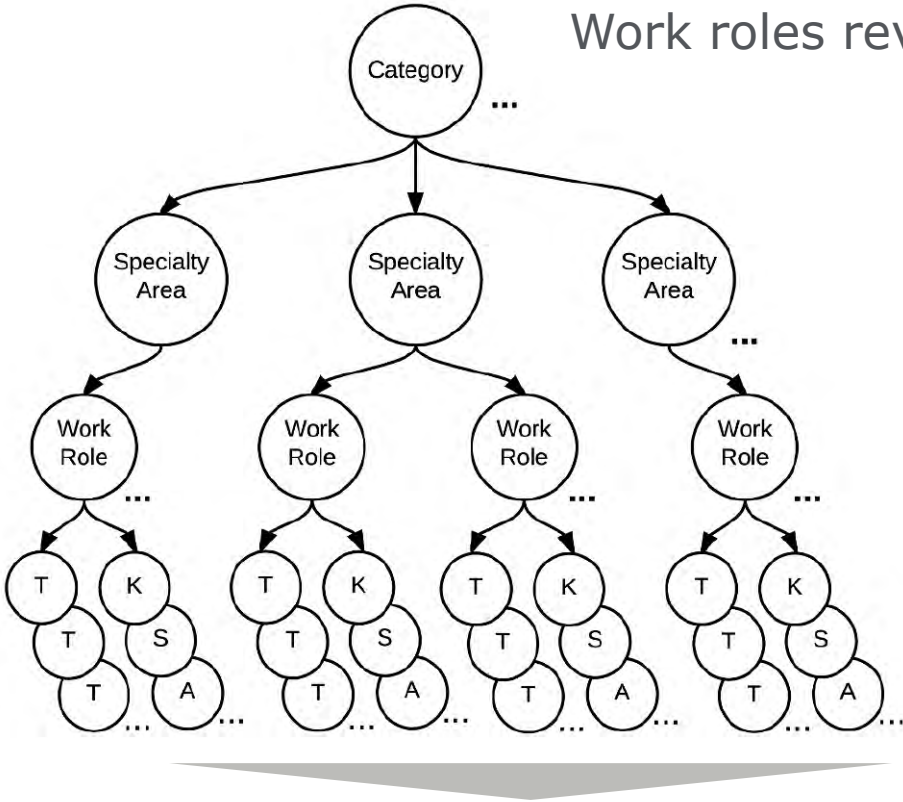 Work roles rev
Category
...
Specialty
Area
Specialty
Area
Specialty
Area
...
Work
Role
...
Work
Role
Work
Role
...
Work
Role
...
T K T K T K T K
T S T S T S T S
T ... A ... T ... A ... T ... A ... T ... A ...